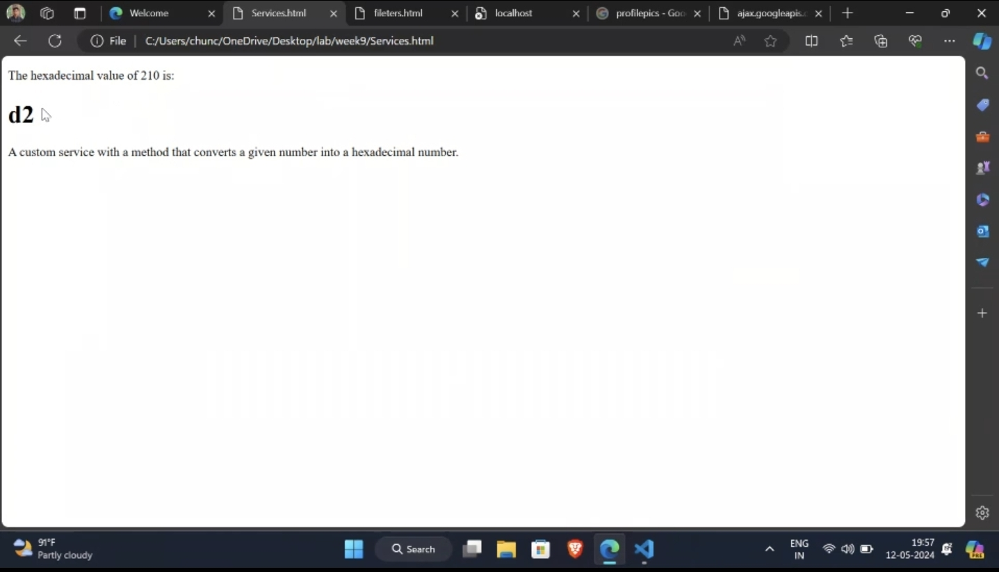 Welcome
Services.html
fileters.html
localhost
profilepics - Goo
ajax.googleapis.c
File
C:/Users/chunc/OneDrive/Desktop/lab/week9/Services.html
The hexadecimal value of 210 is:
d2
A custom service with a method that converts a given number into a hexadecimal number.
91°F
Partly cloudy
Search
ENG
IN
19:57
12-05-2024
PRE